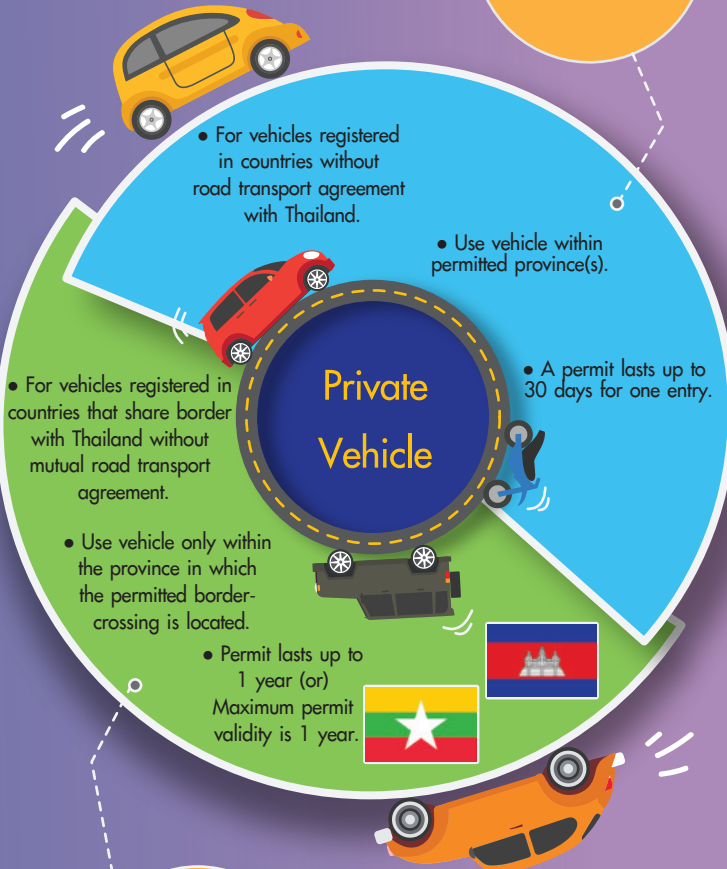 ● For vehicles registered
in countries without
road transport agreement
with Thailand.
● Use vehicle within
permitted province(s).
● A permit lasts up to
30 days for one entry.
Private
Vehicle
● For vehicles registered in
countries that share border
with Thailand without
mutual road transport
agreement.
● Use vehicle only within
the province in which
the permitted border-
crossing is located.
● Permit lasts up to
1 year (or)
Maximum permit
validity is 1 year.